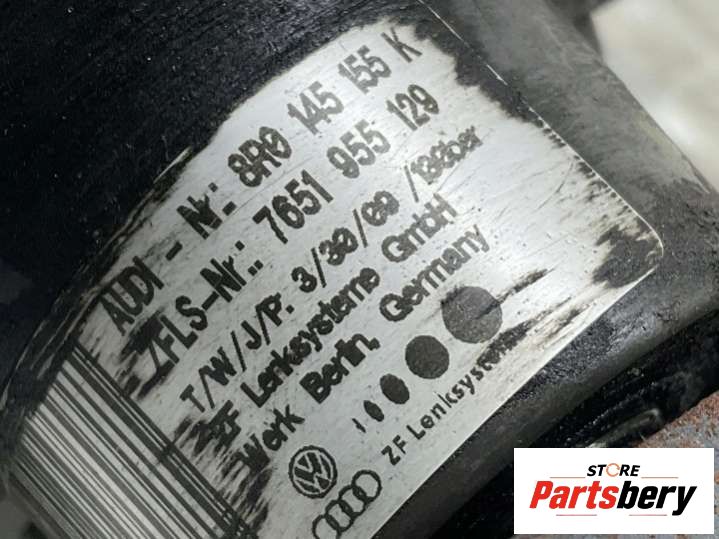 AUDI-Nr.: 8R0 145 155 K
ZFLS-Nr.: 7651 955 129
T/W/J/P. 3/30/09 /130bar
ZF Lenksysteme GmbH
Werk Berlin, Germany
ZF Lenksysteme
STORE
Partsbery